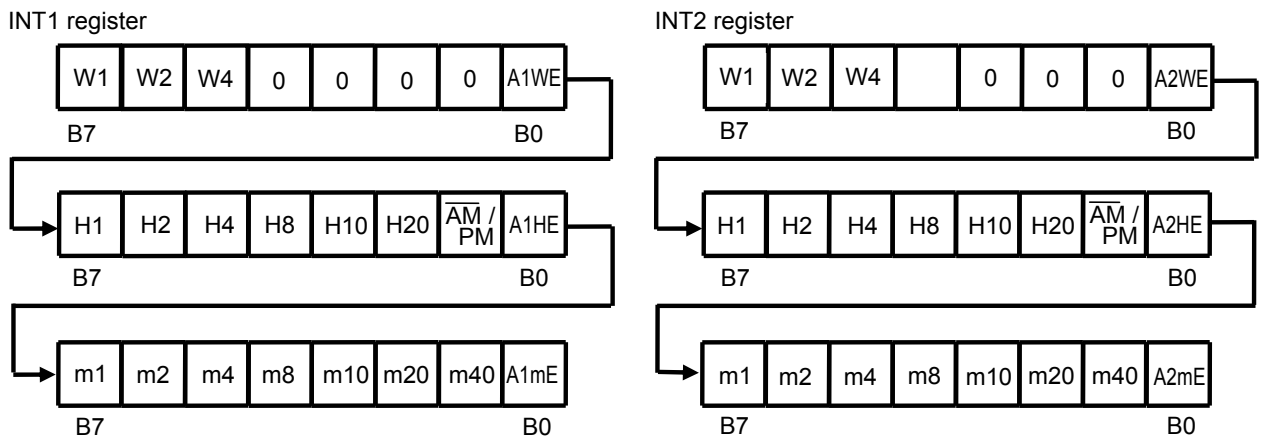 INT1 register
W1 W2 W4 0 0 0 0 A1WE
B7 B0
H1 H2 H4 H8 H10 H20 AM / PM A1HE
B7 B0
m1 m2 m4 m8 m10 m20 m40 A1mE
B7 B0
INT2 register
W1 W2 W4 0 0 0 A2WE
B7 B0
H1 H2 H4 H8 H10 H20 AM / PM A2HE
B7 B0
m1 m2 m4 m8 m10 m20 m40 A2mE
B7 B0